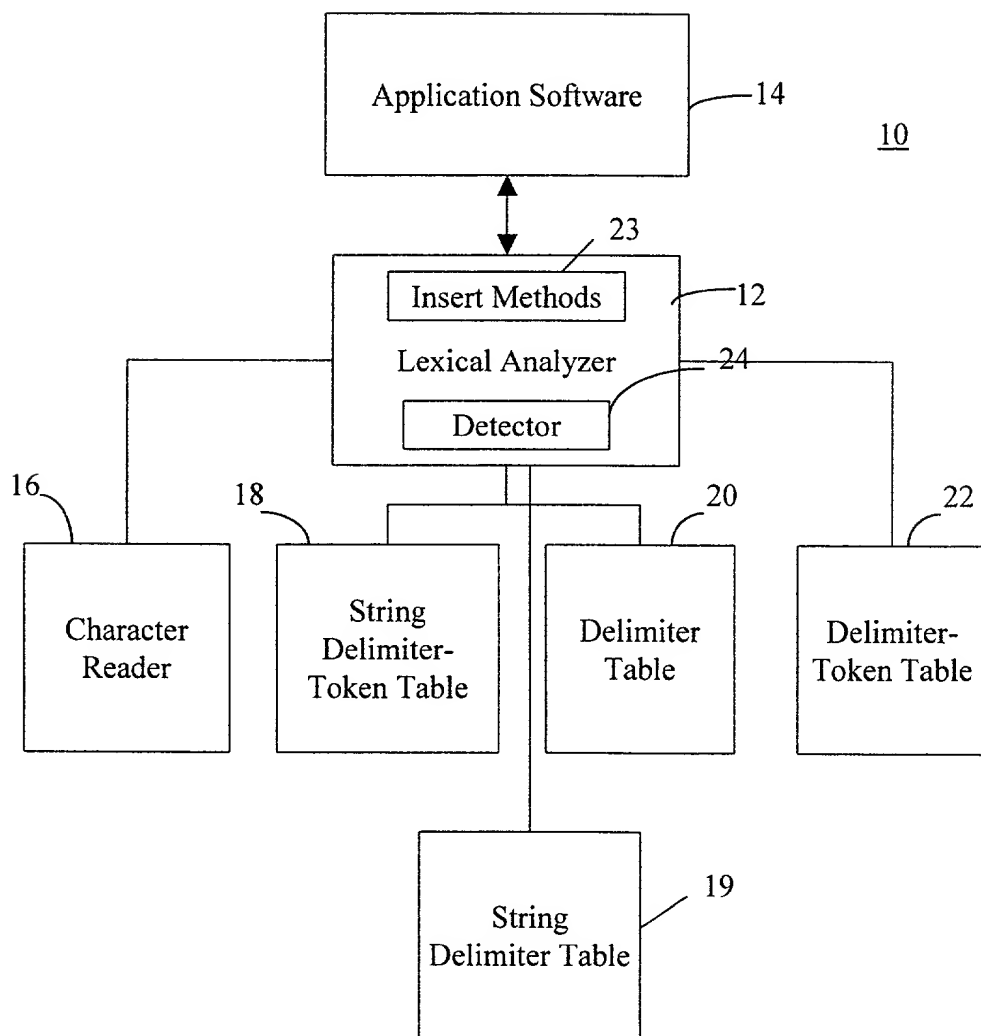 Application Software
14
10
23
Insert Methods
12
Lexical Analyzer
24
Detector
16
18
20
22
Character
Reader
String
Delimiter-
Token Table
Delimiter
Table
Delimiter-
Token Table
19
String
Delimiter Table